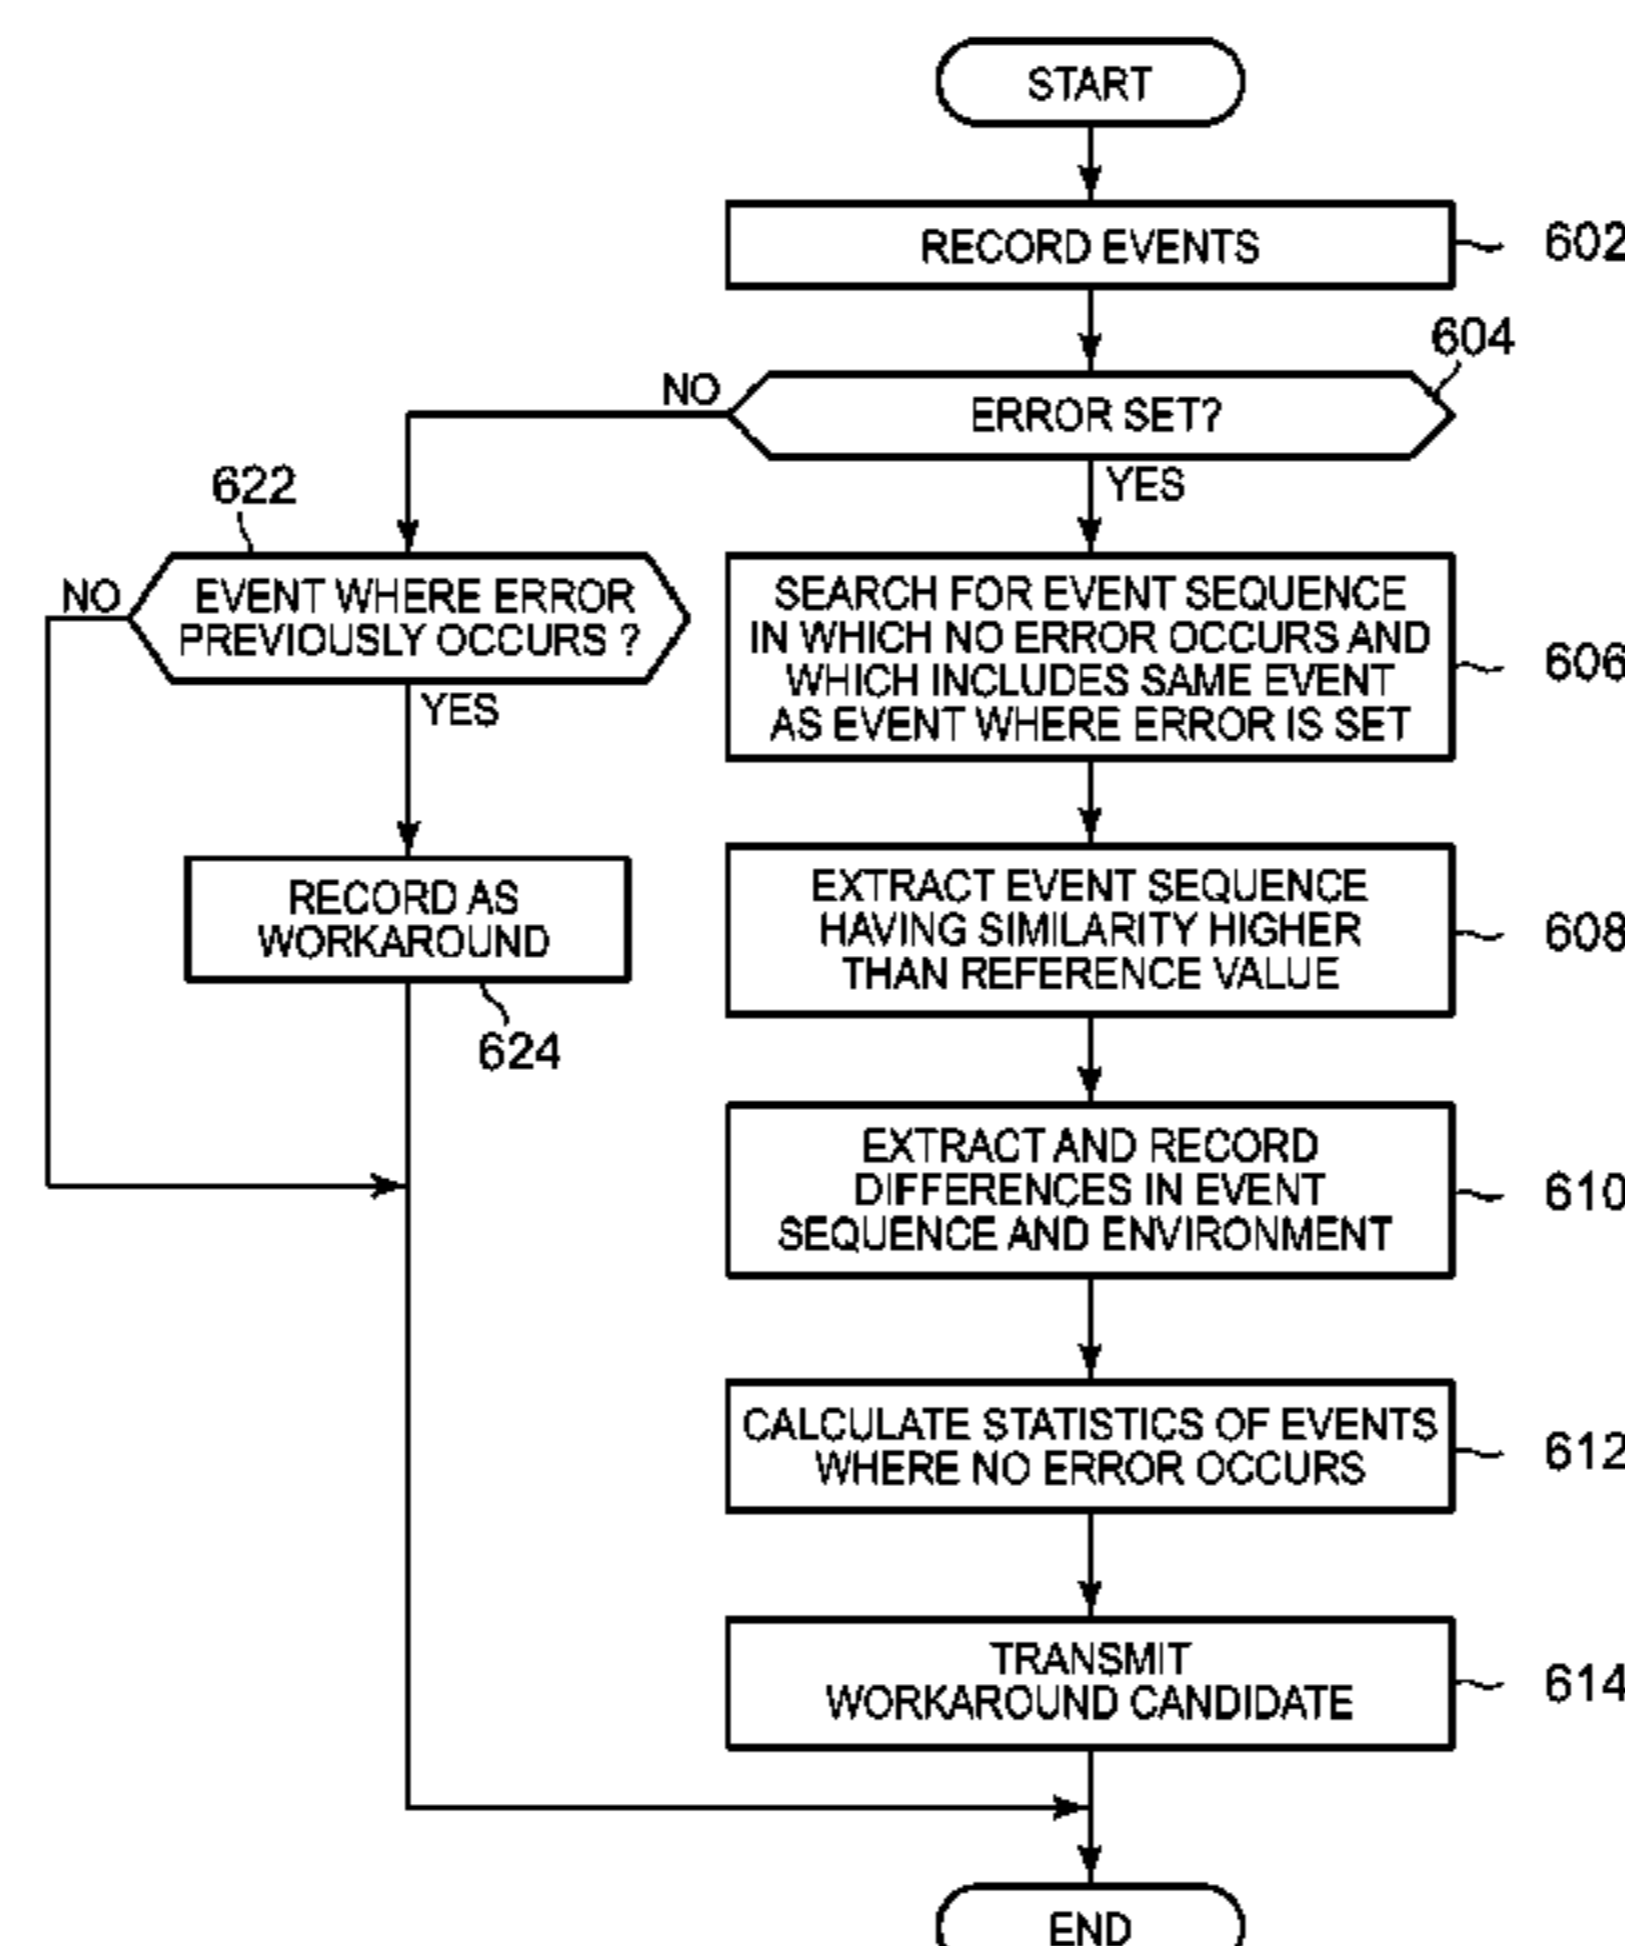 START
RECORD EVENTS
602
604
NO
ERROR SET?
YES
622
NO
EVENT WHERE ERROR
PREVIOUSLY OCCURS ?
YES
SEARCH FOR EVENT SEQUENCE
IN WHICH NO ERROR OCCURS AND
WHICH INCLUDES SAME EVENT
AS EVENT WHERE ERROR IS SET
606
RECORD AS
WORKAROUND
624
EXTRACT EVENT SEQUENCE
HAVING SIMILARITY HIGHER
THAN REFERENCE VALUE
608
EXTRACT AND RECORD
DIFFERENCES IN EVENT
SEQUENCE AND ENVIRONMENT
610
CALCULATE STATISTICS OF EVENTS
WHERE NO ERROR OCCURS
612
TRANSMIT
WORKAROUND CANDIDATE
614
END